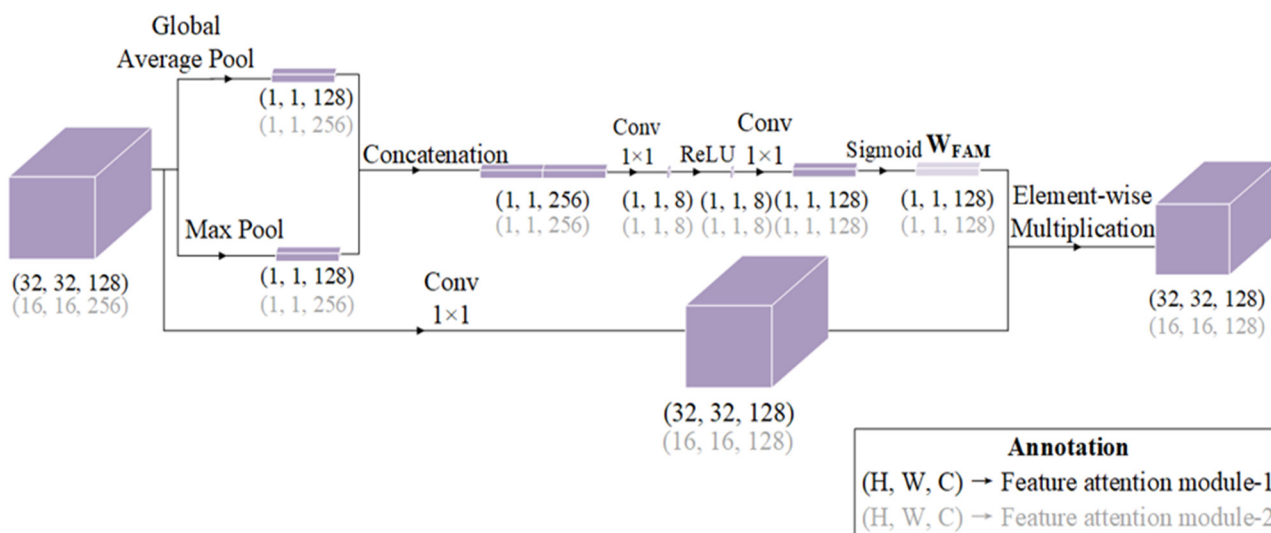 Global
Average Pool
(1, 1, 128)
(1, 1, 256)
Concatenation
Max Pool
(1, 1, 128)
(1, 1, 256)
(32, 32, 128)
(16, 16, 256)
Conv
1×1
(1, 1, 256)
(1, 1, 256)
Conv
1×1
(1, 1, 8)
(1, 1, 8)
ReLU
(1, 1, 8)
(1, 1, 8)
Conv
1×1
(1, 1, 128)
(1, 1, 128)
Sigmoid
W_FAM
(1, 1, 128)
(1, 1, 128)
Element-wise
Multiplication
(32, 32, 128)
(16, 16, 128)
(32, 32, 128)
(16, 16, 128)
Annotation
(H, W, C) → Feature attention module-1
(H, W, C) → Feature attention module-2